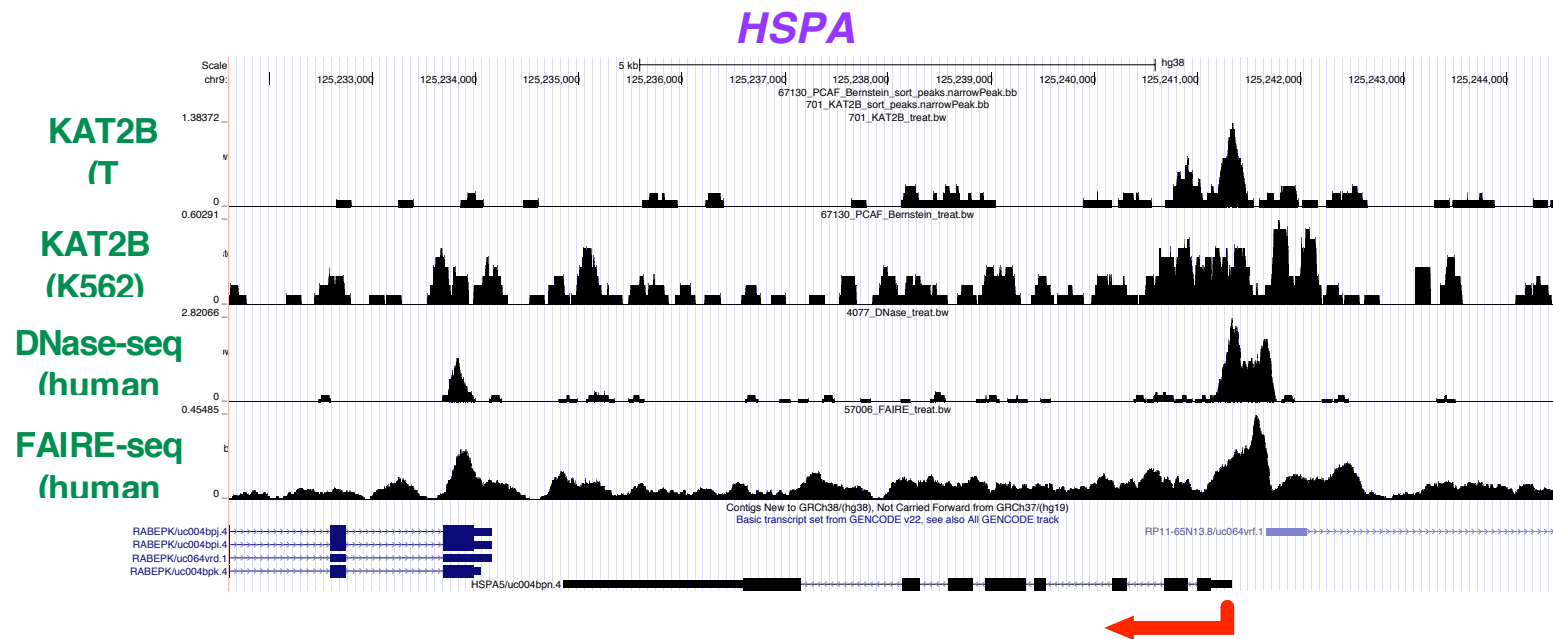 HSPA
Scale
5 kb
hg38
chr9:
125,233,000
125,234,000
125,235,000
125,236,000
125,237,000
125,238,000
125,239,000
125,240,000
125,241,000
125,242,000
125,243,000
125,244,000
67130_PCAF_Bernstein_sort_peaks.narrowPeak.bb
701_KAT2B_sort_peaks.narrowPeak.bb
KAT2B
(T
1.38372
701_KAT2B_treat.bw
0
KAT2B
(K562)
0.60291
67130_PCAF_Bernstein_treat.bw
0
DNase-seq
(human
2.82066
4077_DNase_treat.bw
0
FAIRE-seq
(human
0.45485
57006_FAIRE_treat.bw
0
Contigs New to GRCh38/(hg38), Not Carried Forward from GRCh37/(hg19)
Basic transcript set from GENCODE v22, see also All GENCODE track
RABEPK/uc004bpj.4
RP11-65N13.8/uc064vrf.1
RABEPK/uc004bpi.4
RABEPK/uc064vrd.1
RABEPK/uc004bpk.4
HSPA5/uc004bpn.4